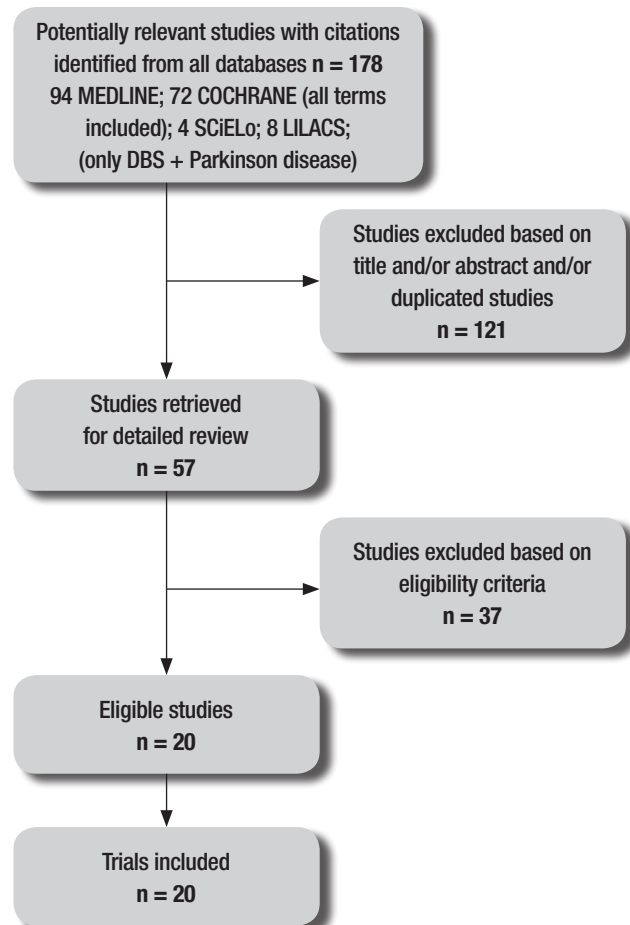 Potentially relevant studies with citations
identified from all databases n = 178
94 MEDLINE; 72 COCHRANE (all terms
included); 4 SCiELo; 8 LILACS;
(only DBS + Parkinson disease)
Studies excluded based on
title and/or abstract and/or
duplicated studies
n = 121
Studies retrieved
for detailed review
n = 57
Studies excluded based on
eligibility criteria
n = 37
Eligible studies
n = 20
Trials included
n = 20